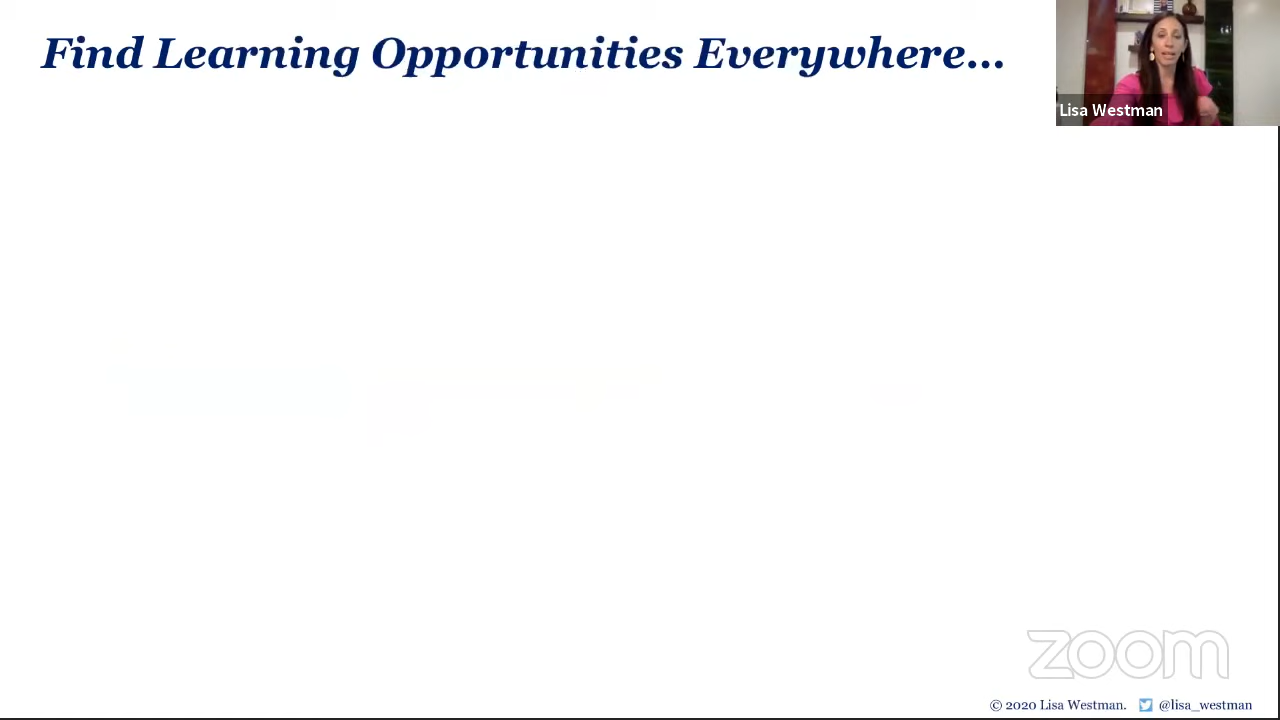 Find Learning Opportunities Everywhere...
Lisa Westman
zoom
© 2020 Lisa Westman. @lisa_westman